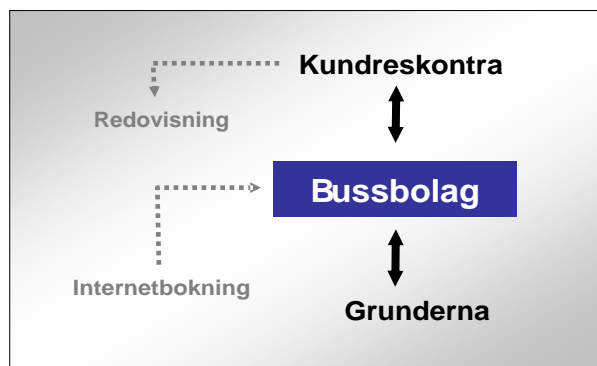 Kundreskontra
Redovisning
Bussbolag
Internetbokning
Grunderna